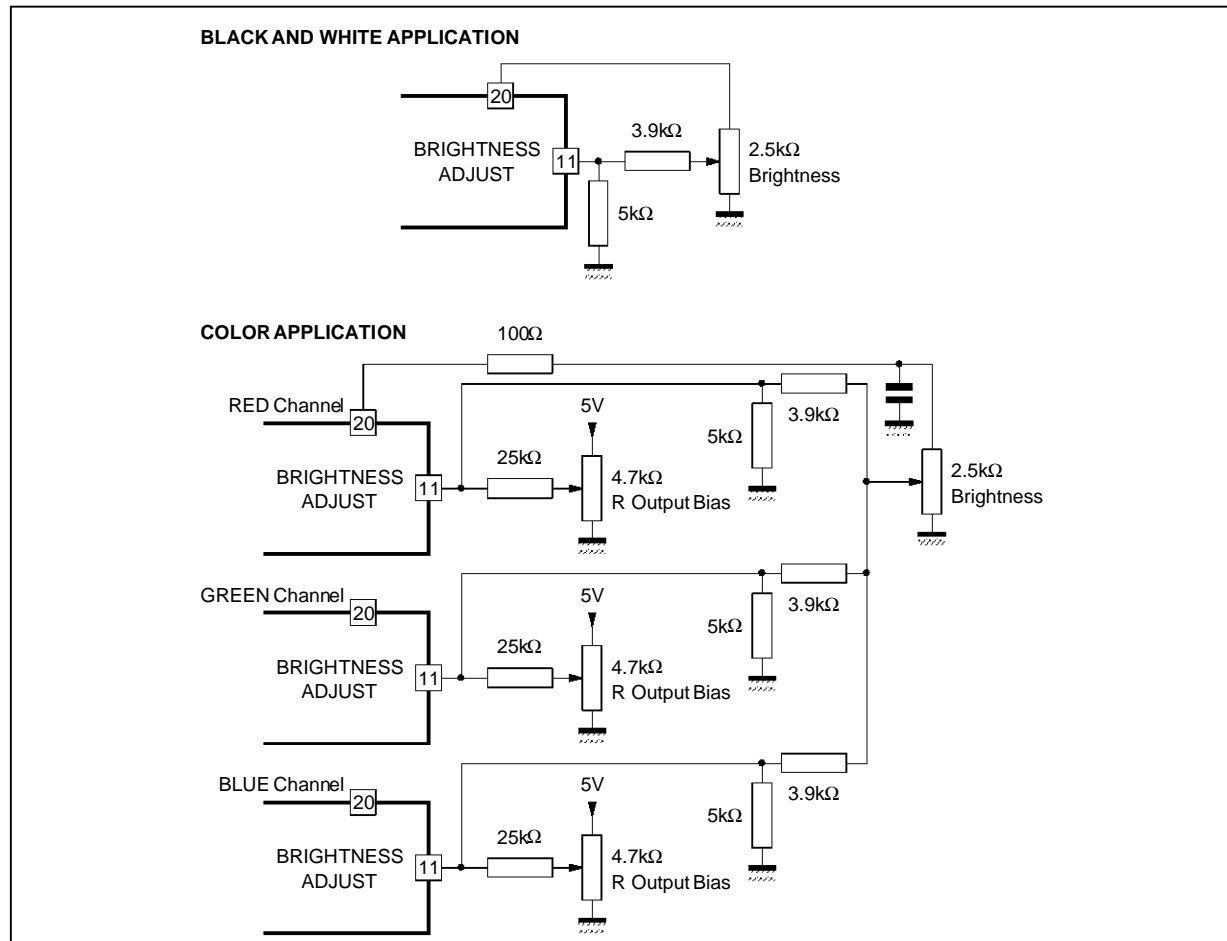 BLACK AND WHITE APPLICATION
20
BRIGHTNESS
ADJUST
11
3.9kΩ
2.5kΩ
Brightness
5kΩ
COLOR APPLICATION
100Ω
RED Channel
20
BRIGHTNESS
ADJUST
11
25kΩ
5V
4.7kΩ
R Output Bias
5kΩ
3.9kΩ
2.5kΩ
Brightness
GREEN Channel
20
BRIGHTNESS
ADJUST
11
25kΩ
5V
4.7kΩ
R Output Bias
5kΩ
3.9kΩ
BLUE Channel
20
BRIGHTNESS
ADJUST
11
25kΩ
5V
4.7kΩ
R Output Bias
5kΩ
3.9kΩ